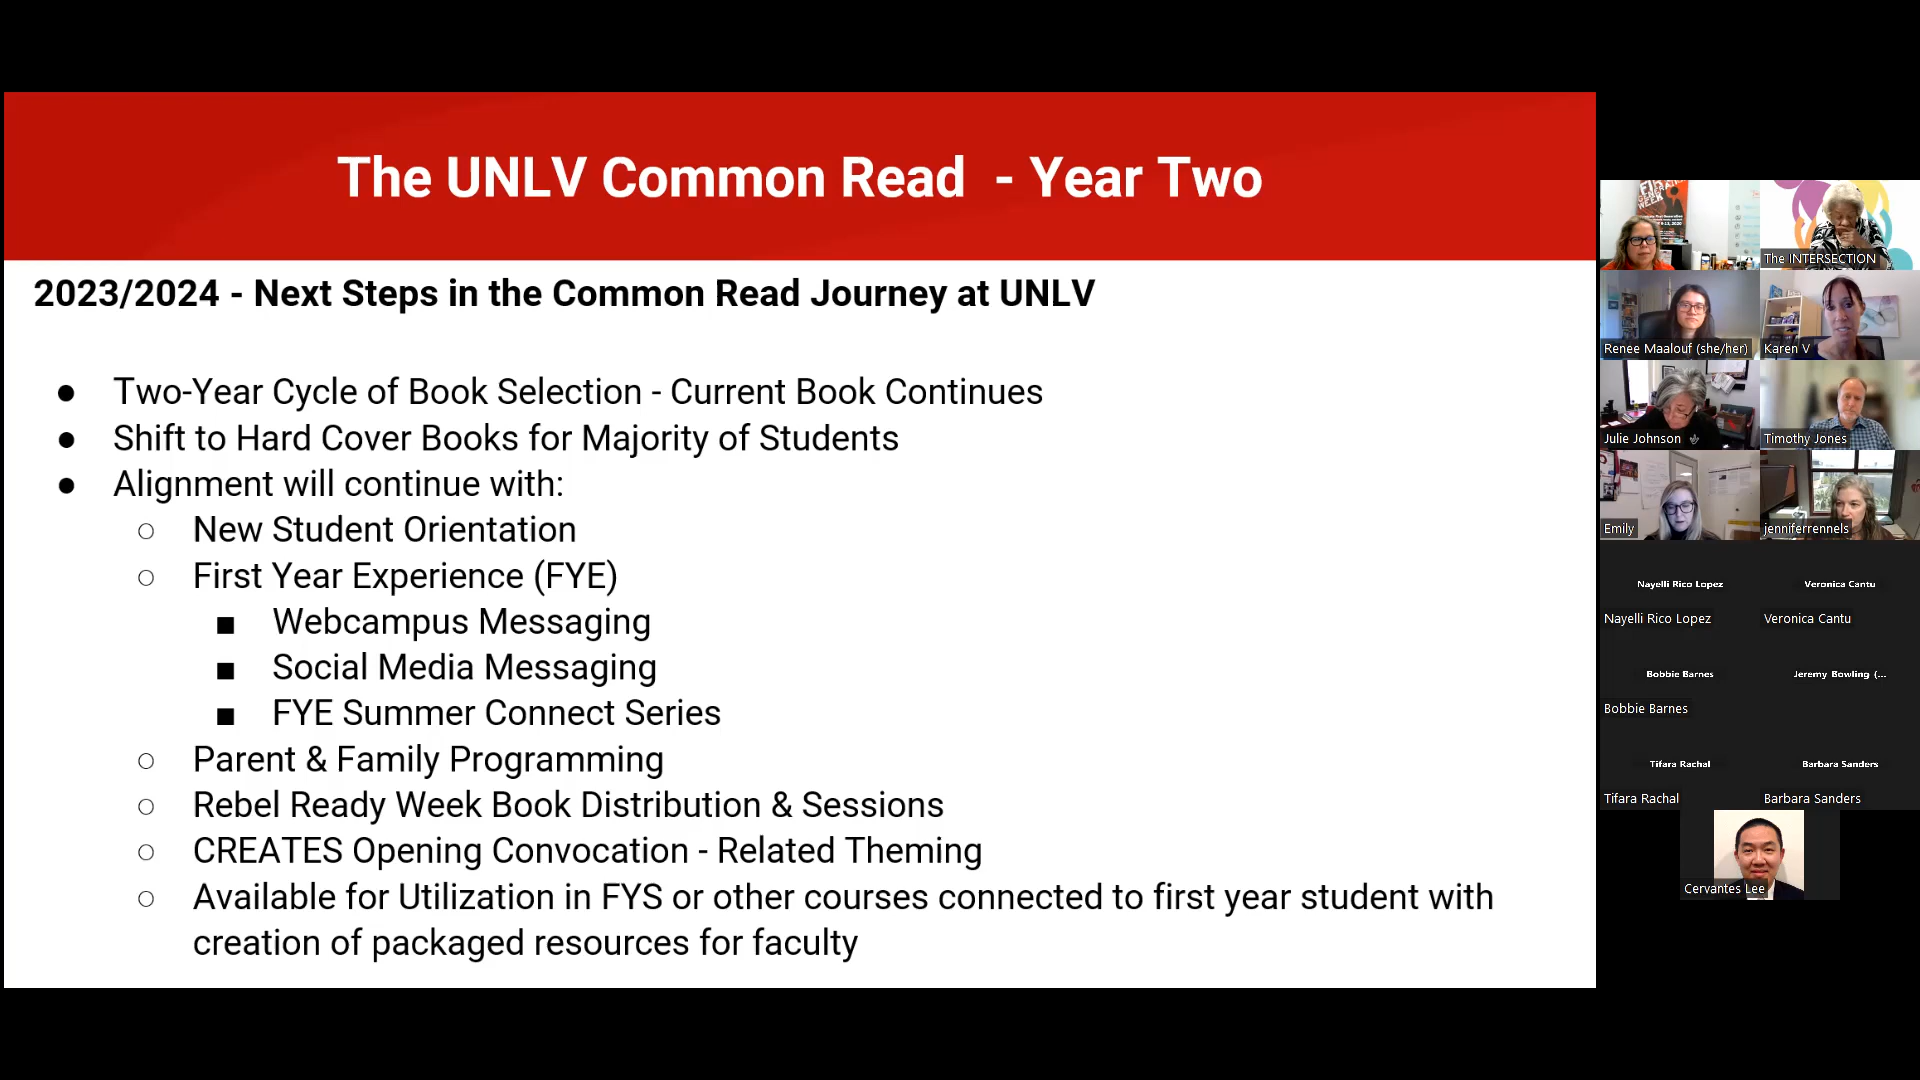 The UNLV Common Read - Year Two
2023/2024 - Next Steps in the Common Read Journey at UNLV
● Two-Year Cycle of Book Selection - Current Book Continues
● Shift to Hard Cover Books for Majority of Students
● Alignment will continue with:
○ New Student Orientation
○ First Year Experience (FYE)
■ Webcampus Messaging
■ Social Media Messaging
■ FYE Summer Connect Series
○ Parent & Family Programming
○ Rebel Ready Week Book Distribution & Sessions
○ CREATES Opening Convocation - Related Theming
○ Available for Utilization in FYS or other courses connected to first year student with
creation of packaged resources for faculty
WEEK
The INTERSECTION
Renee Maalouf (she/her)
Karen V
Julie Johnson
Timothy Jones
Emily
jenniferrennels
Nayelli Rico Lopez
Veronica Cantu
Nayelli Rico Lopez
Veronica Cantu
Bobbie Barnes
Jeremy Bowling (...
Bobbie Barnes
Tifara Rachal
Barbara Sanders
Tifara Rachal
Barbara Sanders
Cervantes Lee